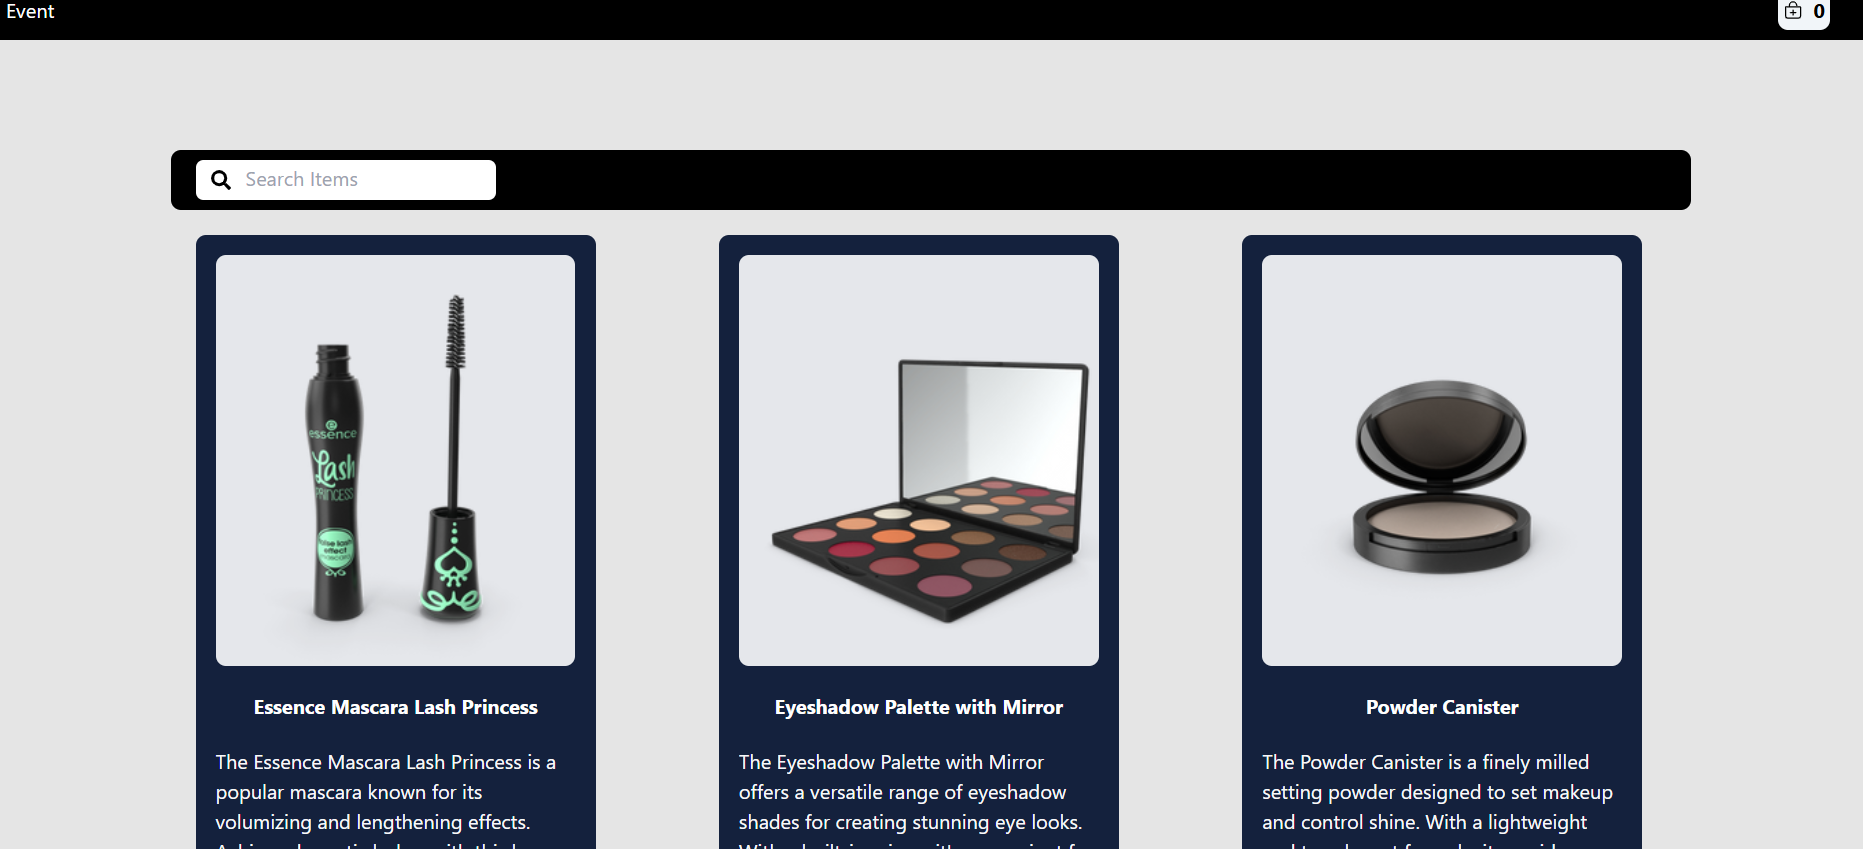 Event
0
Search Items
essence
Lash
PRINCESS
false lash
effect
mascara
Essence Mascara Lash Princess
Eyeshadow Palette with Mirror
Powder Canister
The Essence Mascara Lash Princess is a
popular mascara known for its
volumizing and lengthening effects.
The Eyeshadow Palette with Mirror
offers a versatile range of eyeshadow
shades for creating stunning eye looks.
The Powder Canister is a finely milled
setting powder designed to set makeup
and control shine. With a lightweight